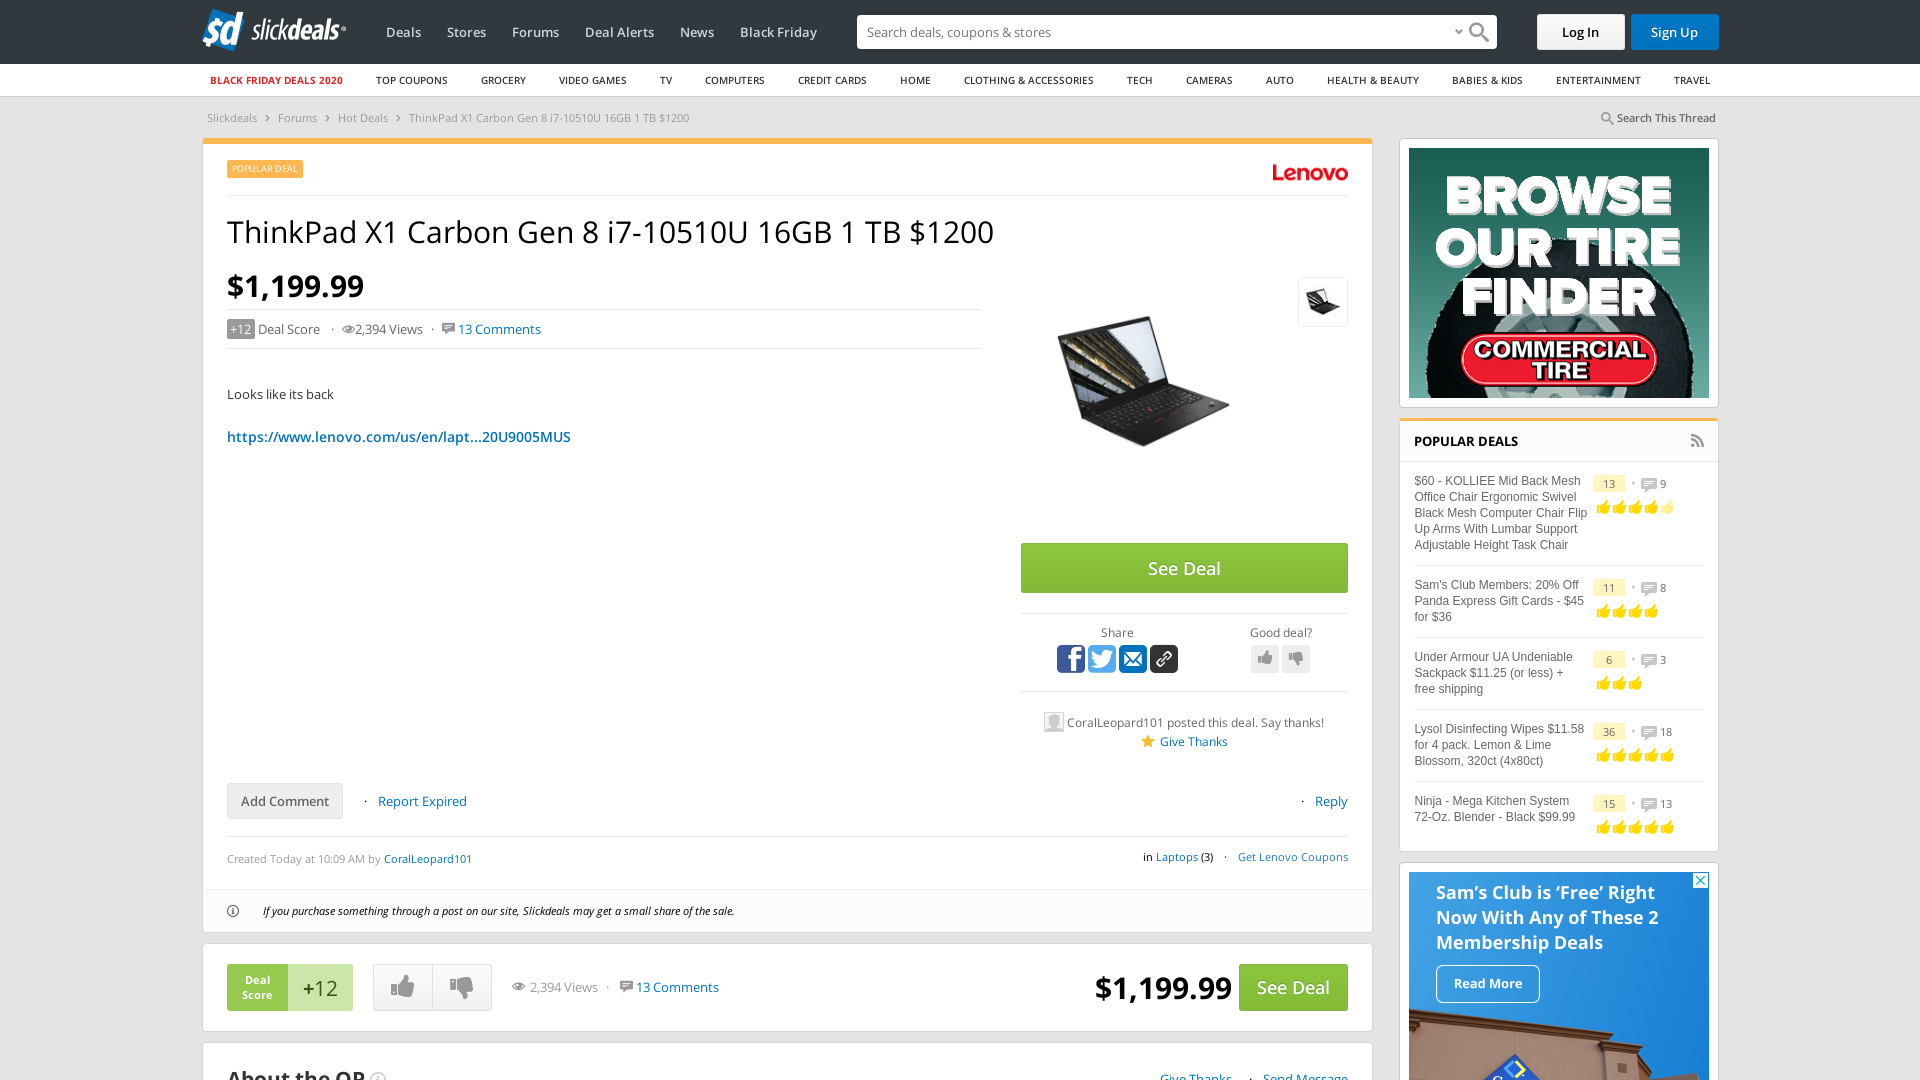 slickdeals
Deals
Stores
Forums
Deal Alerts
News
Black Friday
Search deals, coupons & stores
Log In
Sign Up
BLACK FRIDAY DEALS 2020
TOP COUPONS
GROCERY
VIDEO GAMES
TV
COMPUTERS
CREDIT CARDS
HOME
CLOTHING & ACCESSORIES
TECH
CAMERAS
AUTO
HEALTH & BEAUTY
BABIES & KIDS
ENTERTAINMENT
TRAVEL
Slickdeals > Forums > Hot Deals > ThinkPad X1 Carbon Gen 8 i7-10510U 16GB 1 TB $1200
Search This Thread
POPULAR DEAL
Lenovo
ThinkPad X1 Carbon Gen 8 i7-10510U 16GB 1 TB $1200
$1,199.99
+12 Deal Score · 2,394 Views · 13 Comments
Looks like its back
https://www.lenovo.com/us/en/lapt...20U9005MUS
See Deal
Share
Good deal?
CoralLeopard101 posted this deal. Say thanks!
Give Thanks
Add Comment
· Report Expired
· Reply
Created Today at 10:09 AM by CoralLeopard101
in Laptops (3) · Get Lenovo Coupons
If you purchase something through a post on our site, Slickdeals may get a small share of the sale.
Deal
Score
+12
2,394 Views · 13 Comments
$1,199.99
See Deal
About the OP
Give Thanks · Send Message
BROWSE
OUR TIRE
FINDER
COMMERCIAL
TIRE
POPULAR DEALS
$60 - KOLLIEE Mid Back Mesh
Office Chair Ergonomic Swivel
Black Mesh Computer Chair Flip
Up Arms With Lumbar Support
Adjustable Height Task Chair
13 • 9
Sam's Club Members: 20% Off
Panda Express Gift Cards - $45
for $36
11 • 8
Under Armour UA Undeniable
Sackpack $11.25 (or less) +
free shipping
6 • 3
Lysol Disinfecting Wipes $11.58
for 4 pack. Lemon & Lime
Blossom, 320ct (4x80ct)
36 • 18
Ninja - Mega Kitchen System
72-Oz. Blender - Black $99.99
15 • 13
Sam's Club is ‘Free’ Right
Now With Any of These 2
Membership Deals
Read More